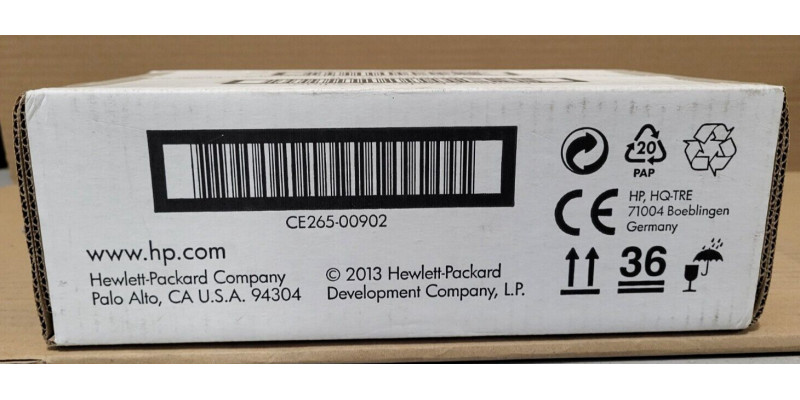 CE265-00902
www.hp.com
Hewlett-Packard Company
Palo Alto, CA U.S.A. 94304
© 2013 Hewlett-Packard
Development Company, L.P.
20
PAP
CE
HP, HQ-TRE
71004 Boeblingen
Germany
36